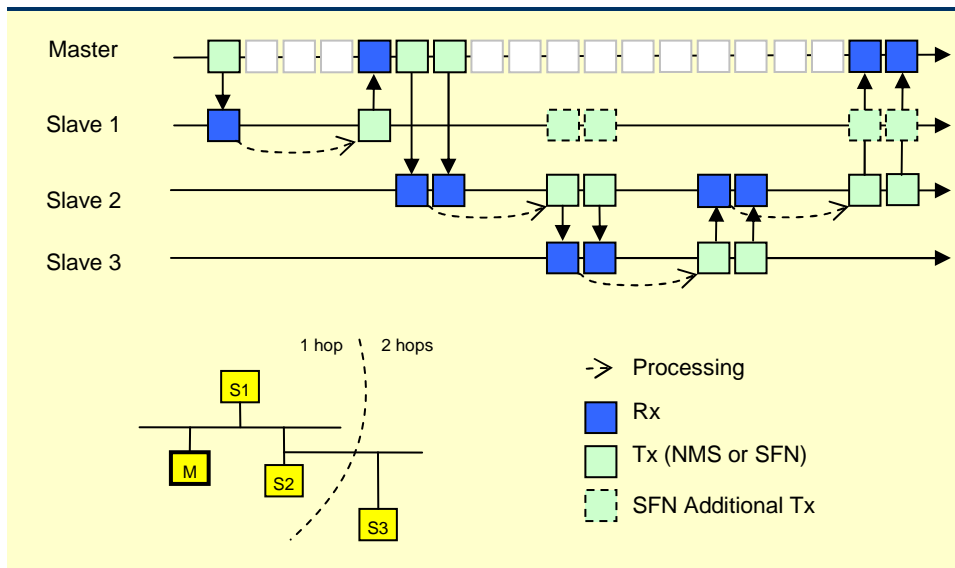 Master
Slave 1
Slave 2
Slave 3
1 hop
2 hops
S1
M
S2
S3
Processing
Rx
Tx (NMS or SFN)
SFN Additional Tx